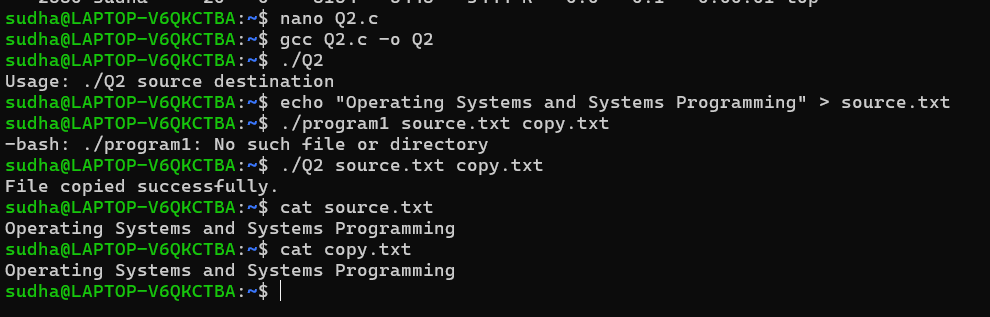 sudha@LAPTOP-V6QKCTBA:~$ nano Q2.c
sudha@LAPTOP-V6QKCTBA:~$ gcc Q2.c -o Q2
sudha@LAPTOP-V6QKCTBA:~$ ./Q2
Usage: ./Q2 source destination
sudha@LAPTOP-V6QKCTBA:~$ echo "Operating Systems and Systems Programming" > source.txt
sudha@LAPTOP-V6QKCTBA:~$ ./program1 source.txt copy.txt
-bash: ./program1: No such file or directory
sudha@LAPTOP-V6QKCTBA:~$ ./Q2 source.txt copy.txt
File copied successfully.
sudha@LAPTOP-V6QKCTBA:~$ cat source.txt
Operating Systems and Systems Programming
sudha@LAPTOP-V6QKCTBA:~$ cat copy.txt
Operating Systems and Systems Programming
sudha@LAPTOP-V6QKCTBA:~$